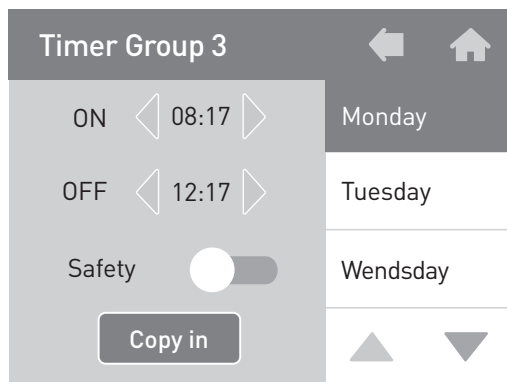 Timer Group 3
ON 08:17
OFF 12:17
Safety
Copy in
Monday
Tuesday
Wendsday